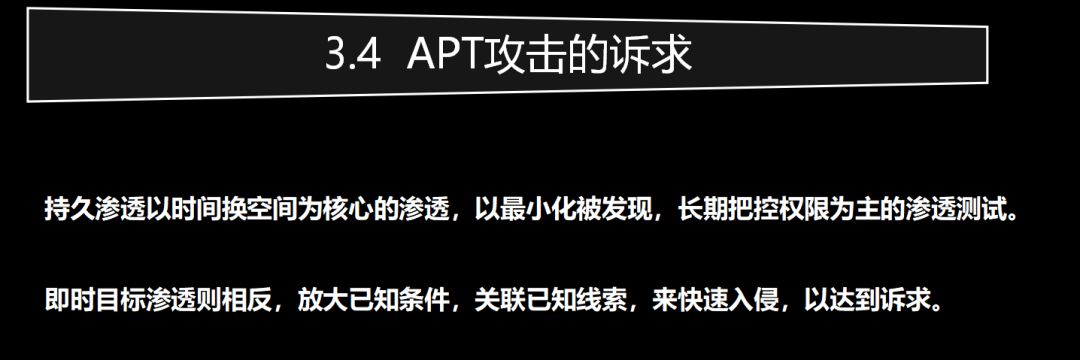 3.4 APT攻击的诉求
持久渗透以时间换空间为核心的渗透，以最小化被发现，长期把控权限为主的渗透测试。
即时目标渗透则相反，放大已知条件，关联已知线索，来快速入侵，以达到诉求。